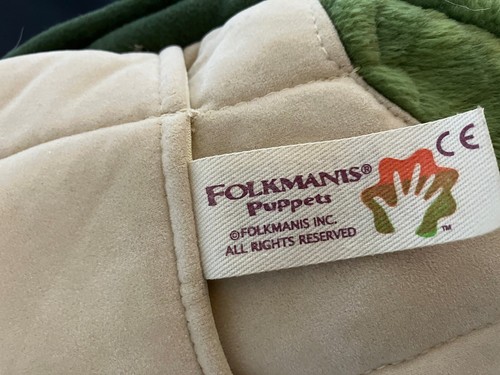 CE
FOLKMANIS®
Puppets
©FOLKMANIS INC.
ALL RIGHTS RESERVED
™